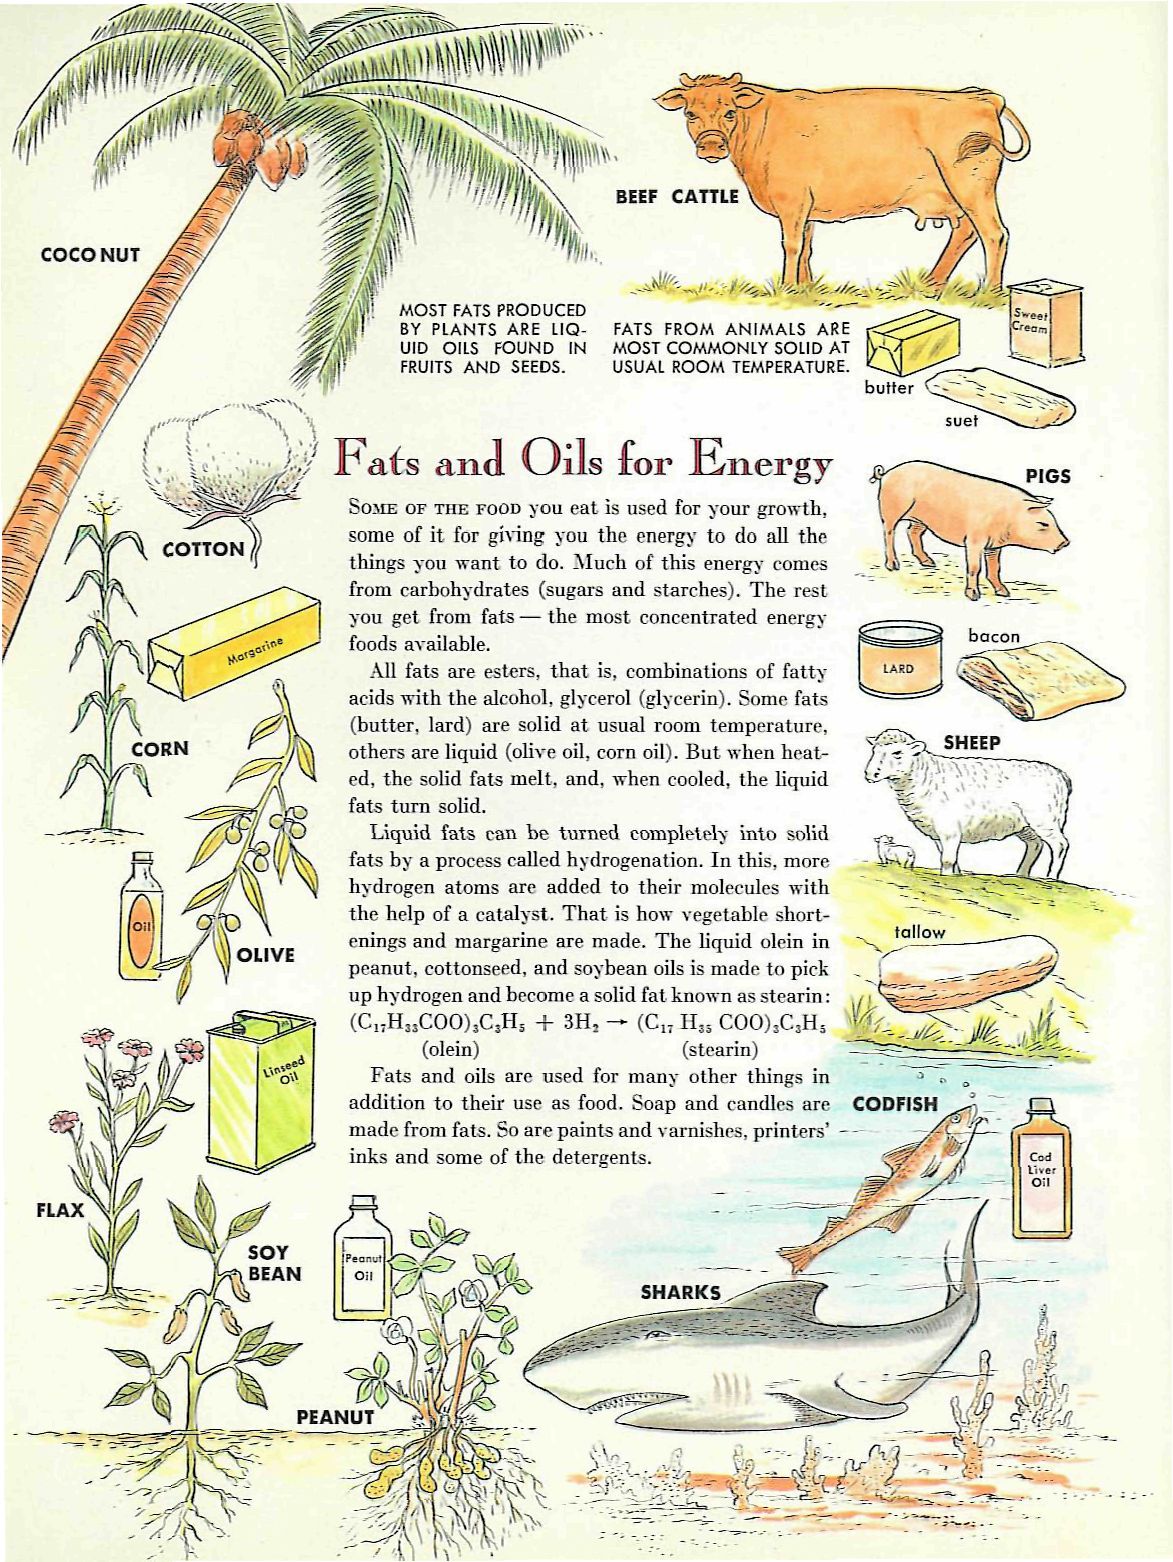 COCONUT
BEEF CATTLE
MOST FATS PRODUCED
BY PLANTS ARE LIQ-
UID OILS FOUND IN
FRUITS AND SEEDS.
FATS FROM ANIMALS ARE
MOST COMMONLY SOLID AT
USUAL ROOM TEMPERATURE.
Sweet
Cream
butter
suet
COTTON
Margarine
CORN
Oil
OLIVE
Linseed
Oil
FLAX
SOY
BEAN
Peanut
Oil
PEANUT
Fats and Oils for Energy
SOME OF THE FOOD you eat is used for your growth,
some of it for giving you the energy to do all the
things you want to do. Much of this energy comes
from carbohydrates (sugars and starches). The rest
you get from fats — the most concentrated energy
foods available.
All fats are esters, that is, combinations of fatty
acids with the alcohol, glycerol (glycerin). Some fats
(butter, lard) are solid at usual room temperature,
others are liquid (olive oil, corn oil). But when heat-
ed, the solid fats melt, and, when cooled, the liquid
fats turn solid.
Liquid fats can be turned completely into solid
fats by a process called hydrogenation. In this, more
hydrogen atoms are added to their molecules with
the help of a catalyst. That is how vegetable short-
enings and margarine are made. The liquid olein in
peanut, cottonseed, and soybean oils is made to pick
up hydrogen and become a solid fat known as stearin:
(C₁₇H₃₃COO)₃C₃H₅ + 3H₂ → (C₁₇ H₃₅ COO)₃C₃H₅
(olein) (stearin)
Fats and oils are used for many other things in
addition to their use as food. Soap and candles are
made from fats. So are paints and varnishes, printers'
inks and some of the detergents.
PIGS
LARD
bacon
SHEEP
tallow
CODFISH
Cod
Liver
Oil
SHARKS